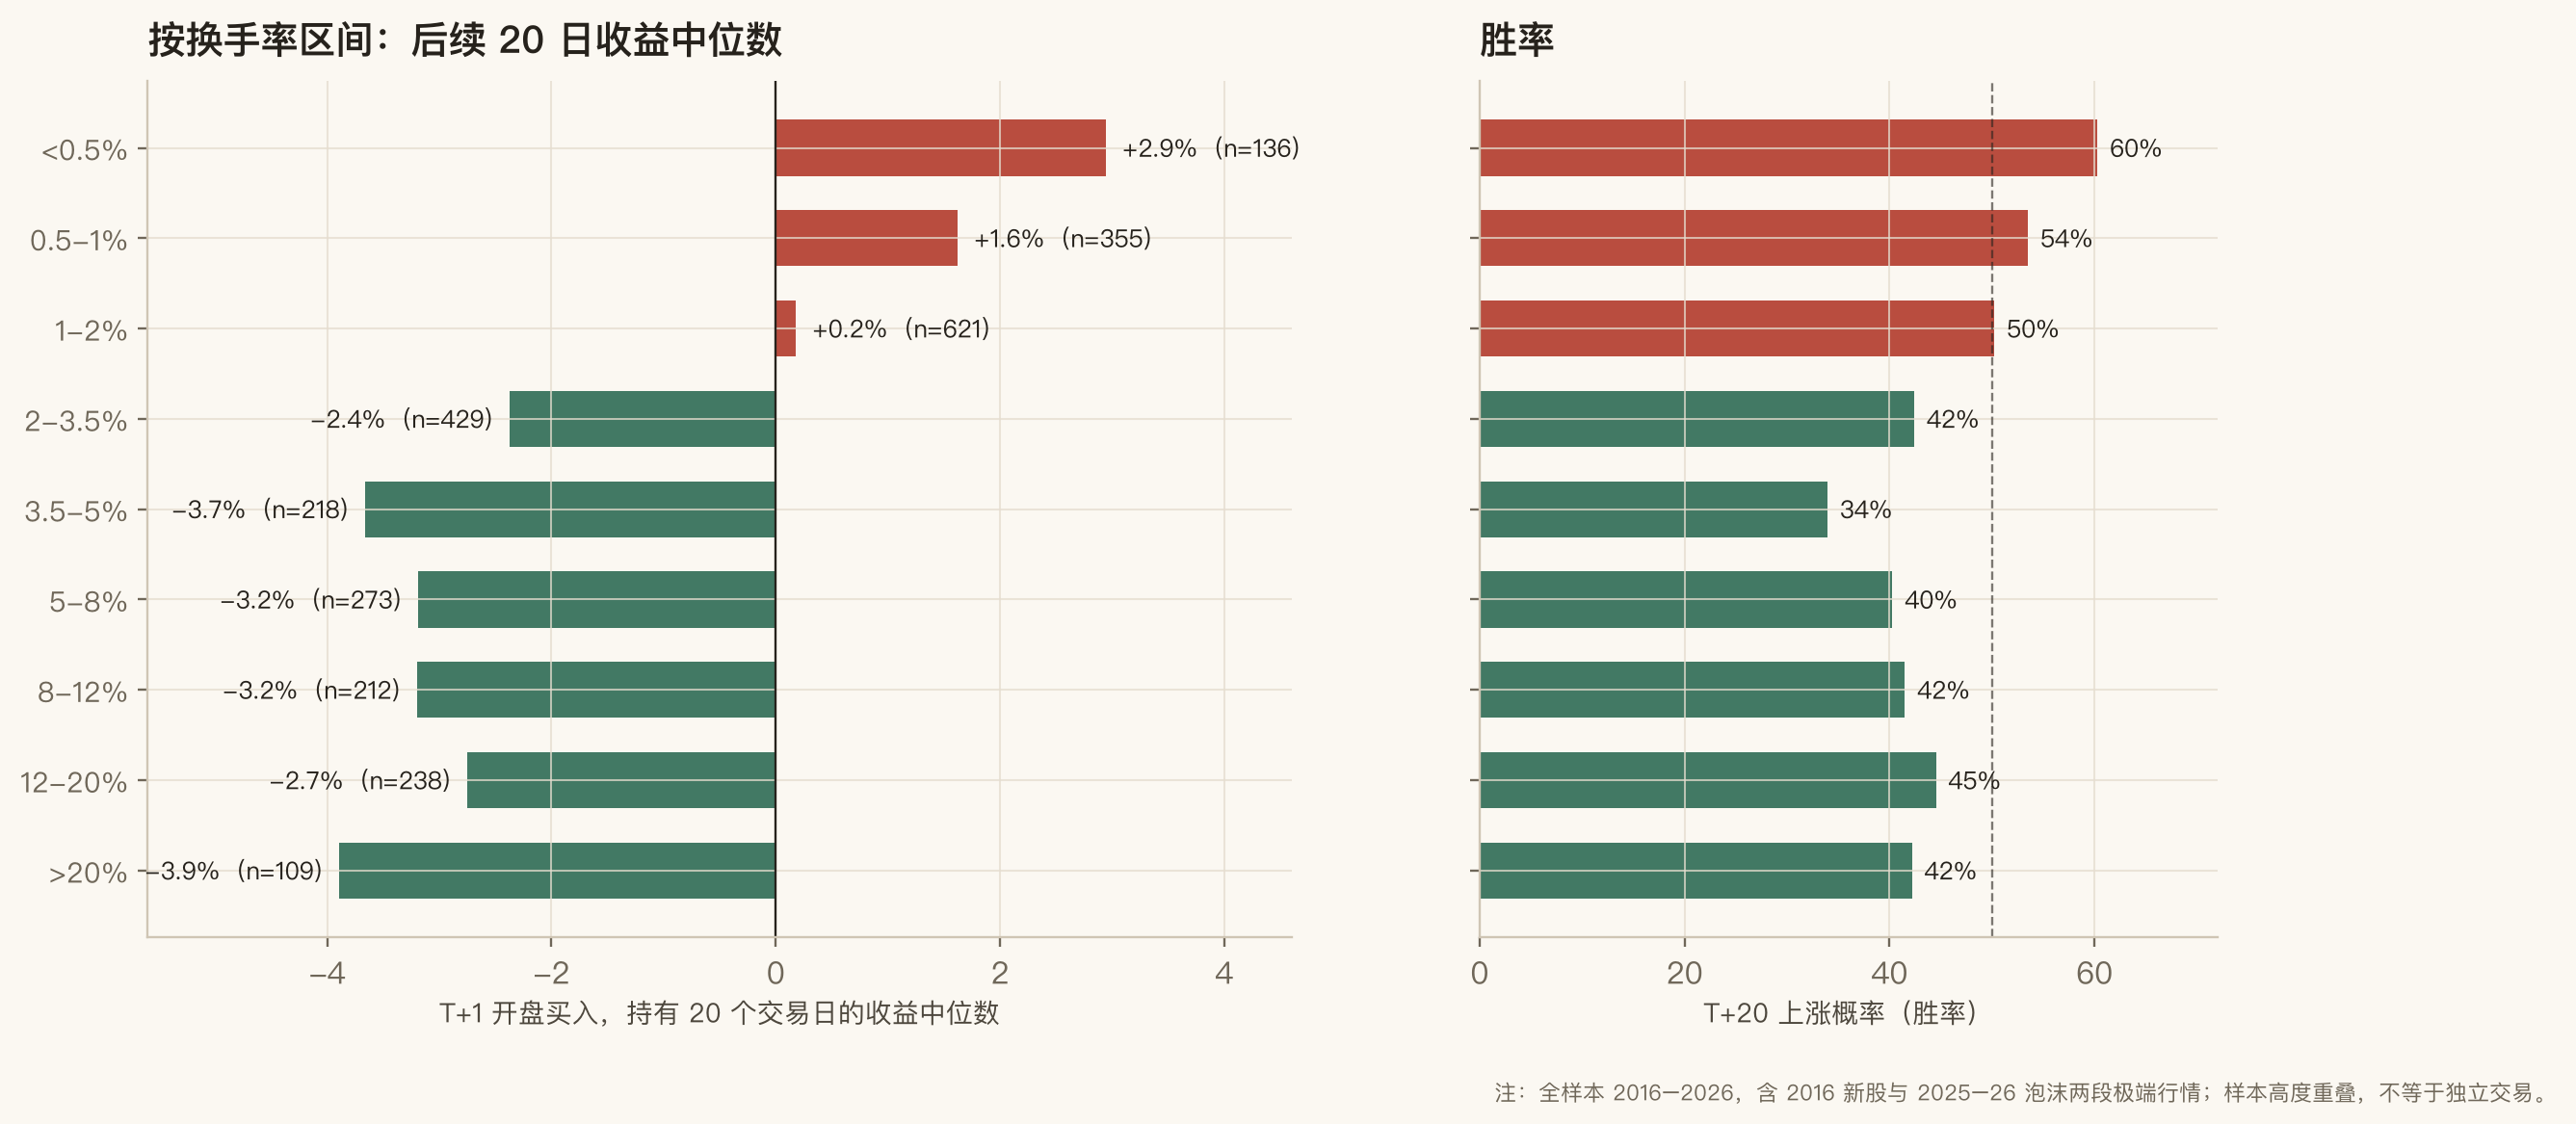 按换手率区间：后续 20 日收益中位数
<0.5%
+2.9% (n=136)
0.5–1%
+1.6% (n=355)
1–2%
+0.2% (n=621)
2–3.5%
−2.4% (n=429)
3.5–5%
−3.7% (n=218)
5–8%
−3.2% (n=273)
8–12%
−3.2% (n=212)
12–20%
−2.7% (n=238)
>20%
−3.9% (n=109)
−4 −2 0 2 4
T+1 开盘买入，持有 20 个交易日的收益中位数
胜率
60%
54%
50%
42%
34%
40%
42%
45%
42%
0 20 40 60
T+20 上涨概率（胜率）
注：全样本 2016—2026，含 2016 新股与 2025—26 泡沫两段极端行情；样本高度重叠，不等于独立交易。